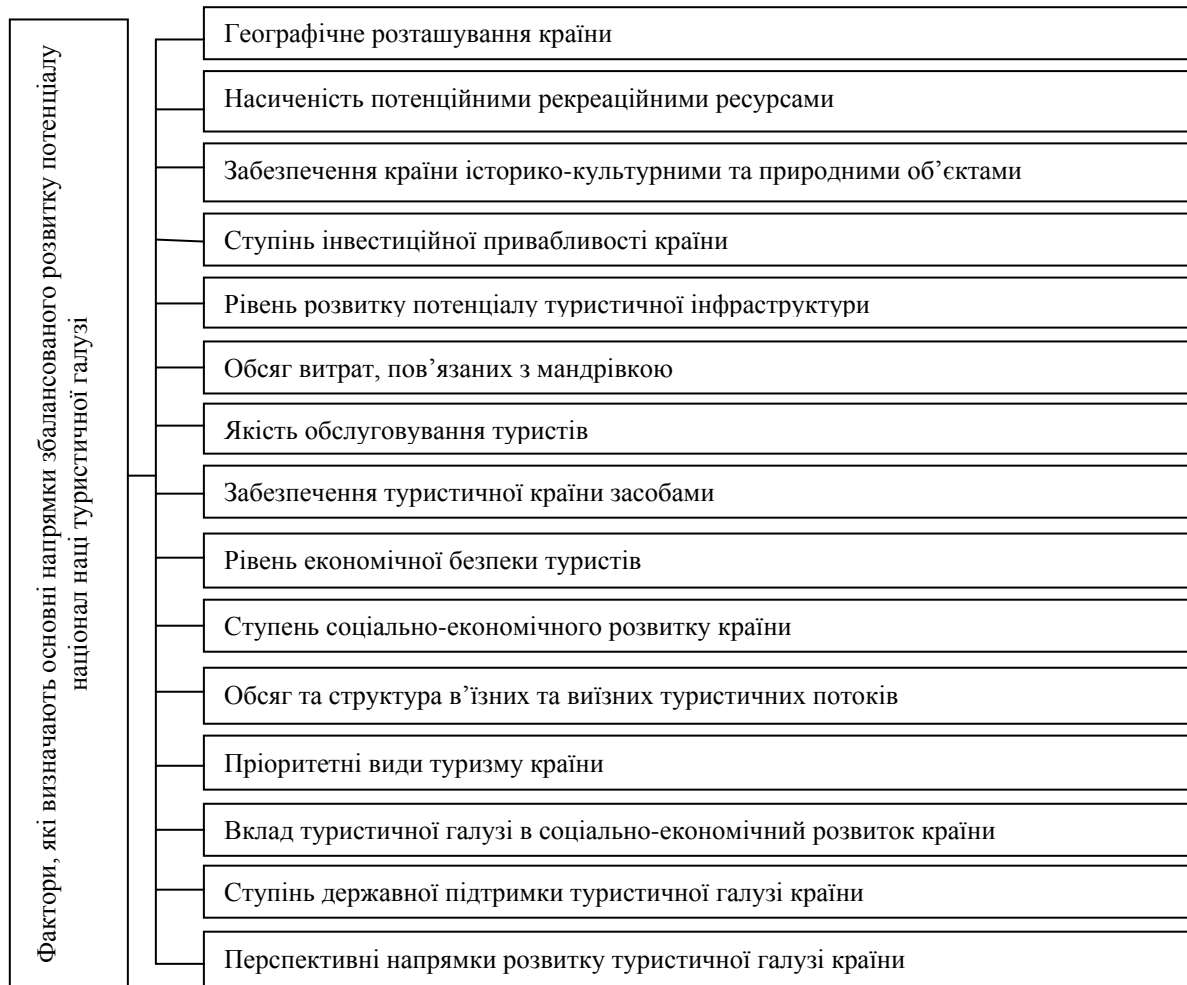 Фактори, які визначають основні напрямки збалансованого розвитку потенціалу
націонал наці туристичної галузі
Географічне розташування країни
Насиченість потенційними рекреаційними ресурсами
Забезпечення країни історико-культурними та природними об’єктами
Ступінь інвестиційної привабливості країни
Рівень розвитку потенціалу туристичної інфраструктури
Обсяг витрат, пов’язаних з мандрівкою
Якість обслуговування туристів
Забезпечення туристичної країни засобами
Рівень економічної безпеки туристів
Ступень соціально-економічного розвитку країни
Обсяг та структура в’їзних та виїзних туристичних потоків
Пріоритетні види туризму країни
Вклад туристичної галузі в соціально-економічний розвиток країни
Ступінь державної підтримки туристичної галузі країни
Перспективні напрямки розвитку туристичної галузі країни